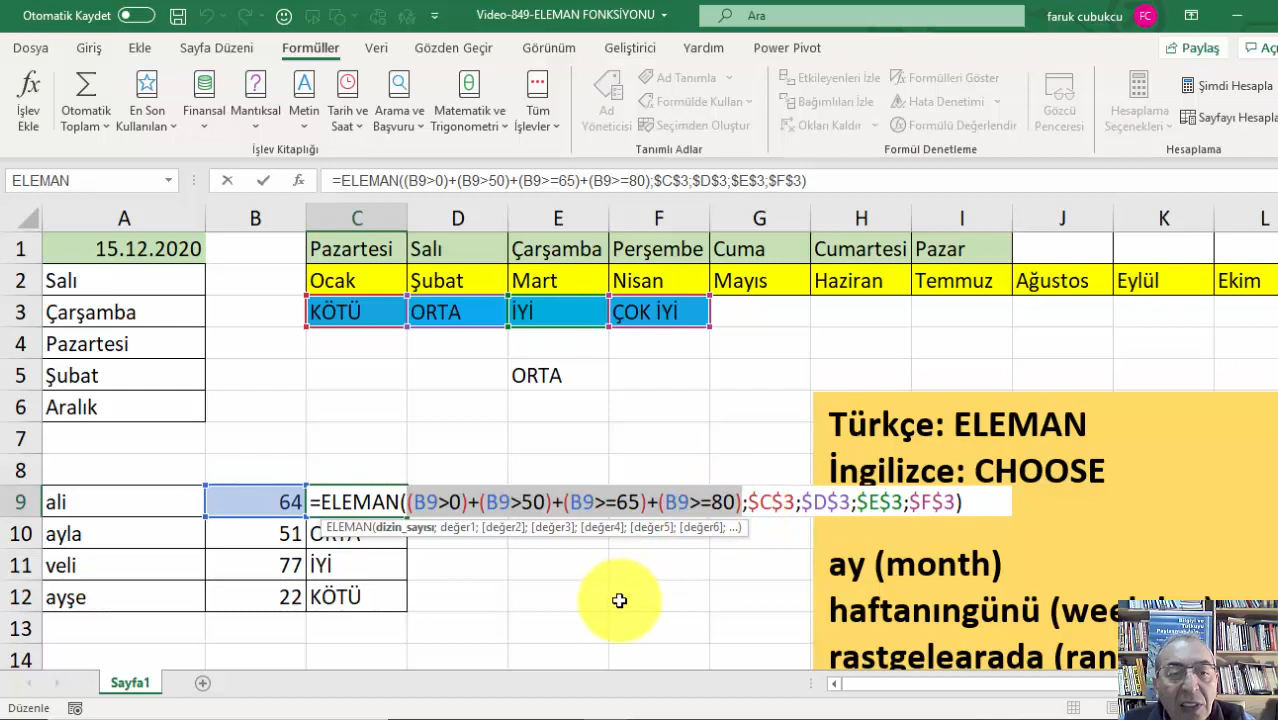 Otomatik Kaydet
Video-849-ELEMAN FONKSİYONU
Ara
faruk cubukcu
FC
Dosya Giriş Ekle Sayfa Düzeni Formüller Veri Gözden Geçir Görünüm Geliştirici Yardım Power Pivot
Paylaş
İşlev Ekle
Otomatik Toplam
En Son Kullanılan
Finansal
Mantıksal
Metin
Tarih ve Saat
Arama ve Başvuru
Matematik ve Trigonometri
Tüm İşlevler
İşlev Kitaplığı
Ad Yöneticisi
Ad Tanımla
Formülde Kullan
Seçimden Oluştur
Tanımlı Adlar
Etkileyenleri İzle
Bağımlıları İzle
Okları Kaldır
Formülleri Göster
Hata Denetimi
Formülü Değerlendir
Formül Denetleme
Gözcü Penceresi
Hesaplama Seçenekleri
Şimdi Hesapla
Sayfayı Hesapla
Hesaplama
ELEMAN
fx
=ELEMAN((B9>0)+(B9>50)+(B9>=65)+(B9>=80);$C$3;$D$3;$E$3;$F$3)
A B C D E F G H I J K L
1 15.12.2020 Pazartesi Salı Çarşamba Perşembe Cuma Cumartesi Pazar
2 Salı Ocak Şubat Mart Nisan Mayıs Haziran Temmuz Ağustos Eylül Ekim
3 Çarşamba KÖTÜ ORTA İYİ ÇOK İYİ
4 Pazartesi
5 Şubat ORTA
6 Aralık
7
8
9 ali 64 =ELEMAN((B9>0)+(B9>50)+(B9>=65)+(B9>=80);$C$3;$D$3;$E$3;$F$3)
ELEMAN(dizin_sayısı; değer1; [değer2]; [değer3]; [değer4]; [değer5]; [değer6]; ...)
10 ayla 51 ORTA
11 veli 77 İYİ
12 ayşe 22 KÖTÜ
13
14
Türkçe: ELEMAN
İngilizce: CHOOSE
ay (month)
haftanıngünü
rastgelearada
Bilgiyi ve
Tutkuyu
Sayfa1
Düzenle